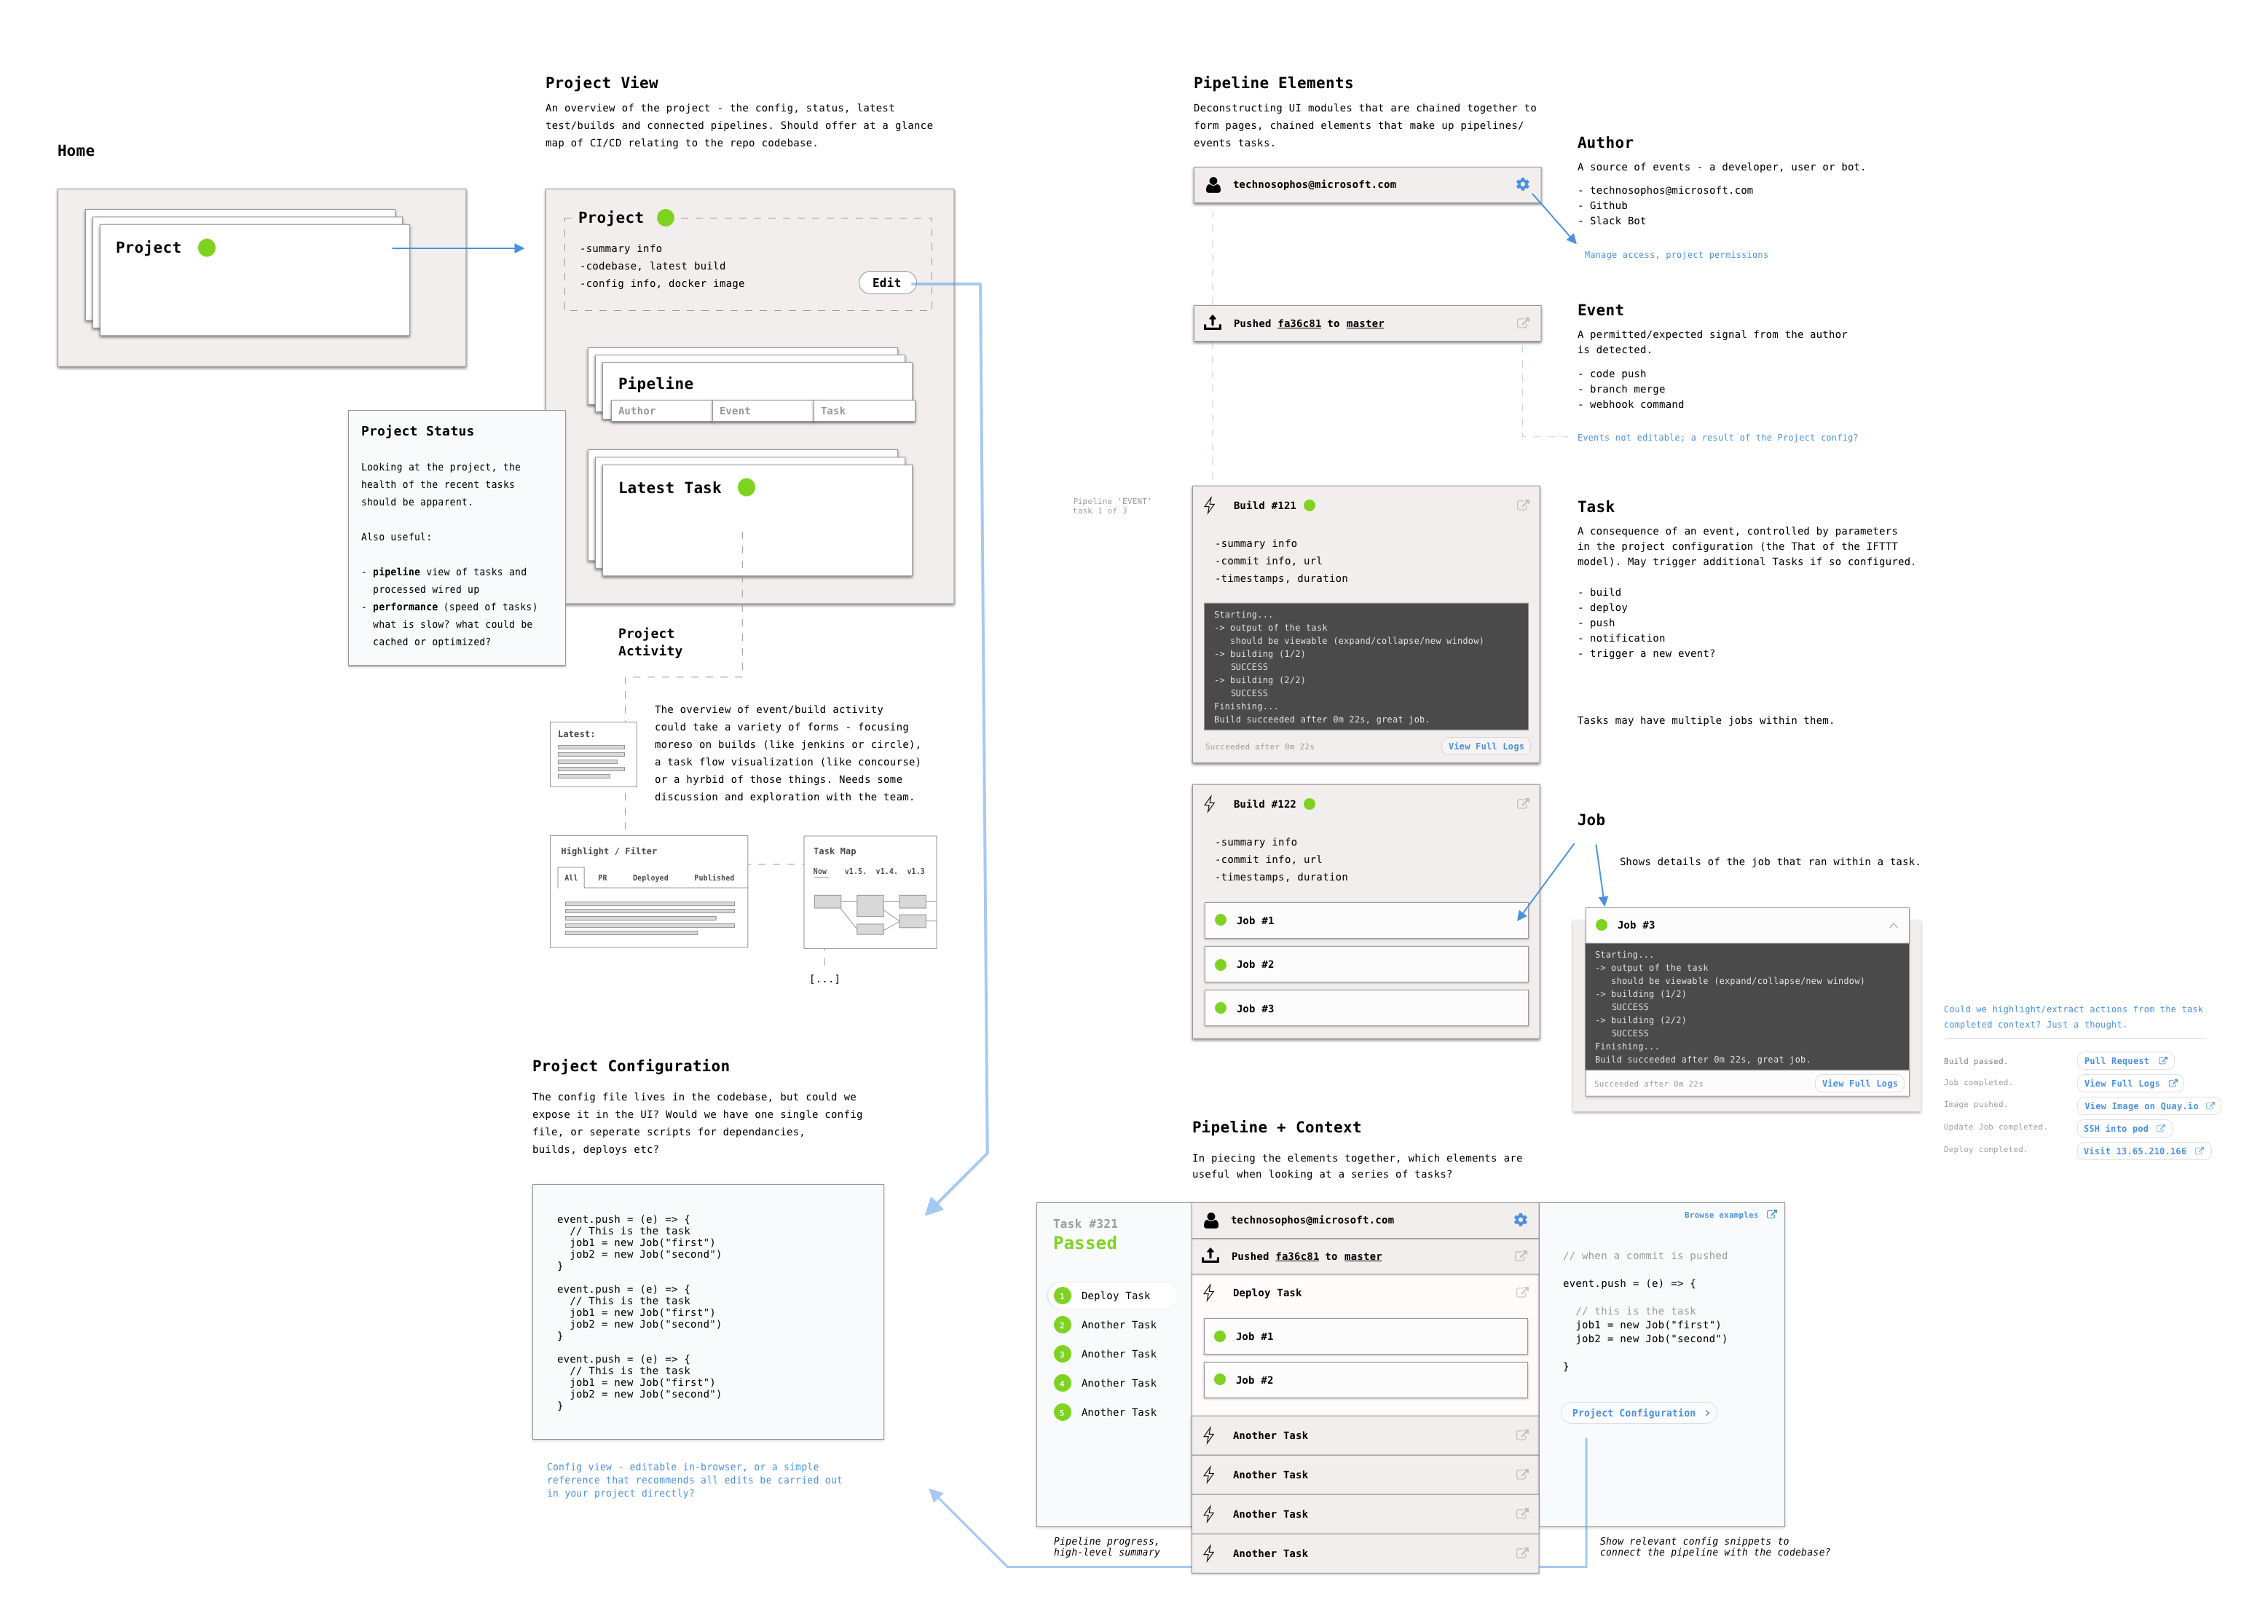 Home
Project
Project View
An overview of the project - the config, status, latest
test/builds and connected pipelines. Should offer at a glance
map of CI/CD relating to the repo codebase.
Project
-summary info
-codebase, latest build
-config info, docker image
Edit
Pipeline
Author
Event
Task
Latest Task
Project Status
Looking at the project, the
health of the recent tasks
should be apparent.
Also useful:
- pipeline view of tasks and
processed wired up
- performance (speed of tasks)
what is slow? what could be
cached or optimized?
Project
Activity
The overview of event/build activity
could take a variety of forms - focusing
moreso on builds (like jenkins or circle),
a task flow visualization (like concourse)
or a hyrbid of those things. Needs some
discussion and exploration with the team.
Latest:
Highlight / Filter
All
PR
Deployed
Published
Task Map
Now
v1.5.
v1.4.
v1.3
[...]
Project Configuration
The config file lives in the codebase, but could we
expose it in the UI? Would we have one single config
file, or seperate scripts for dependancies,
builds, deploys etc?
event.push = (e) => {
// This is the task
job1 = new Job("first")
job2 = new Job("second")
}
event.push = (e) => {
// This is the task
job1 = new Job("first")
job2 = new Job("second")
}
event.push = (e) => {
// This is the task
job1 = new Job("first")
job2 = new Job("second")
}
Config view - editable in-browser, or a simple
reference that recommends all edits be carried out
in your project directly?
Pipeline Elements
Deconstructing UI modules that are chained together to
form pages, chained elements that make up pipelines/
events tasks.
technosophos@microsoft.com
Pushed fa36c81 to master
Pipeline 'EVENT'
task 1 of 3
Build #121
-summary info
-commit info, url
-timestamps, duration
Starting...
-> output of the task
should be viewable (expand/collapse/new window)
-> building (1/2)
SUCCESS
-> building (2/2)
SUCCESS
Finishing...
Build succeeded after 0m 22s, great job.
Succeeded after 0m 22s
View Full Logs
Build #122
-summary info
-commit info, url
-timestamps, duration
Job #1
Job #2
Job #3
Author
A source of events - a developer, user or bot.
- technosophos@microsoft.com
- Github
- Slack Bot
Manage access, project permissions
Event
A permitted/expected signal from the author
is detected.
- code push
- branch merge
- webhook command
Events not editable; a result of the Project config?
Task
A consequence of an event, controlled by parameters
in the project configuration (the That of the IFTTT
model). May trigger additional Tasks if so configured.
- build
- deploy
- push
- notification
- trigger a new event?
Tasks may have multiple jobs within them.
Job
Shows details of the job that ran within a task.
Job #3
Starting...
-> output of the task
should be viewable (expand/collapse/new window)
-> building (1/2)
SUCCESS
-> building (2/2)
SUCCESS
Finishing...
Build succeeded after 0m 22s, great job.
Succeeded after 0m 22s
View Full Logs
Could we highlight/extract actions from the task
completed context? Just a thought.
Build passed.
Pull Request
Job completed.
View Full Logs
Image pushed.
View Image on Quay.io
Update Job completed.
SSH into pod
Deploy completed.
Visit 13.65.210.166
Pipeline + Context
In piecing the elements together, which elements are
useful when looking at a series of tasks?
Task #321
Passed
1 Deploy Task
2 Another Task
3 Another Task
4 Another Task
5 Another Task
Pipeline progress,
high-level summary
technosophos@microsoft.com
Pushed fa36c81 to master
Deploy Task
Job #1
Job #2
Another Task
Another Task
Another Task
Another Task
Browse examples
// when a commit is pushed
event.push = (e) => {
// this is the task
job1 = new Job("first")
job2 = new Job("second")
}
Project Configuration
Show relevant config snippets to
connect the pipeline with the codebase?